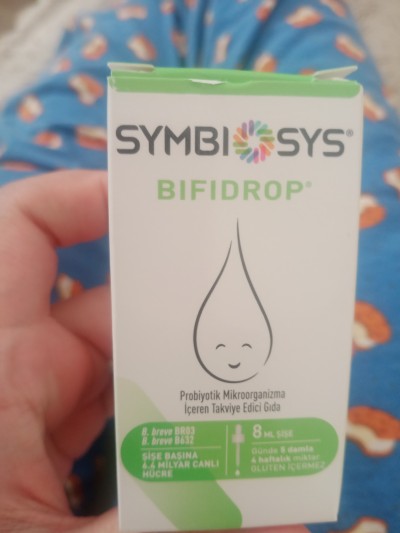 SYMBIOSYS®
BIFIDROP®
Probiyotik Mikroorganizma
İçeren Takviye Edici Gıda
B. breve BR03
B. breve B632
ŞİŞE BAŞINA
6.4 MİLYAR CANLI
HÜCRE
8 ML ŞİŞE
Günde 5 damla
4 haftalık miktar
GLUTEN İÇERMEZ